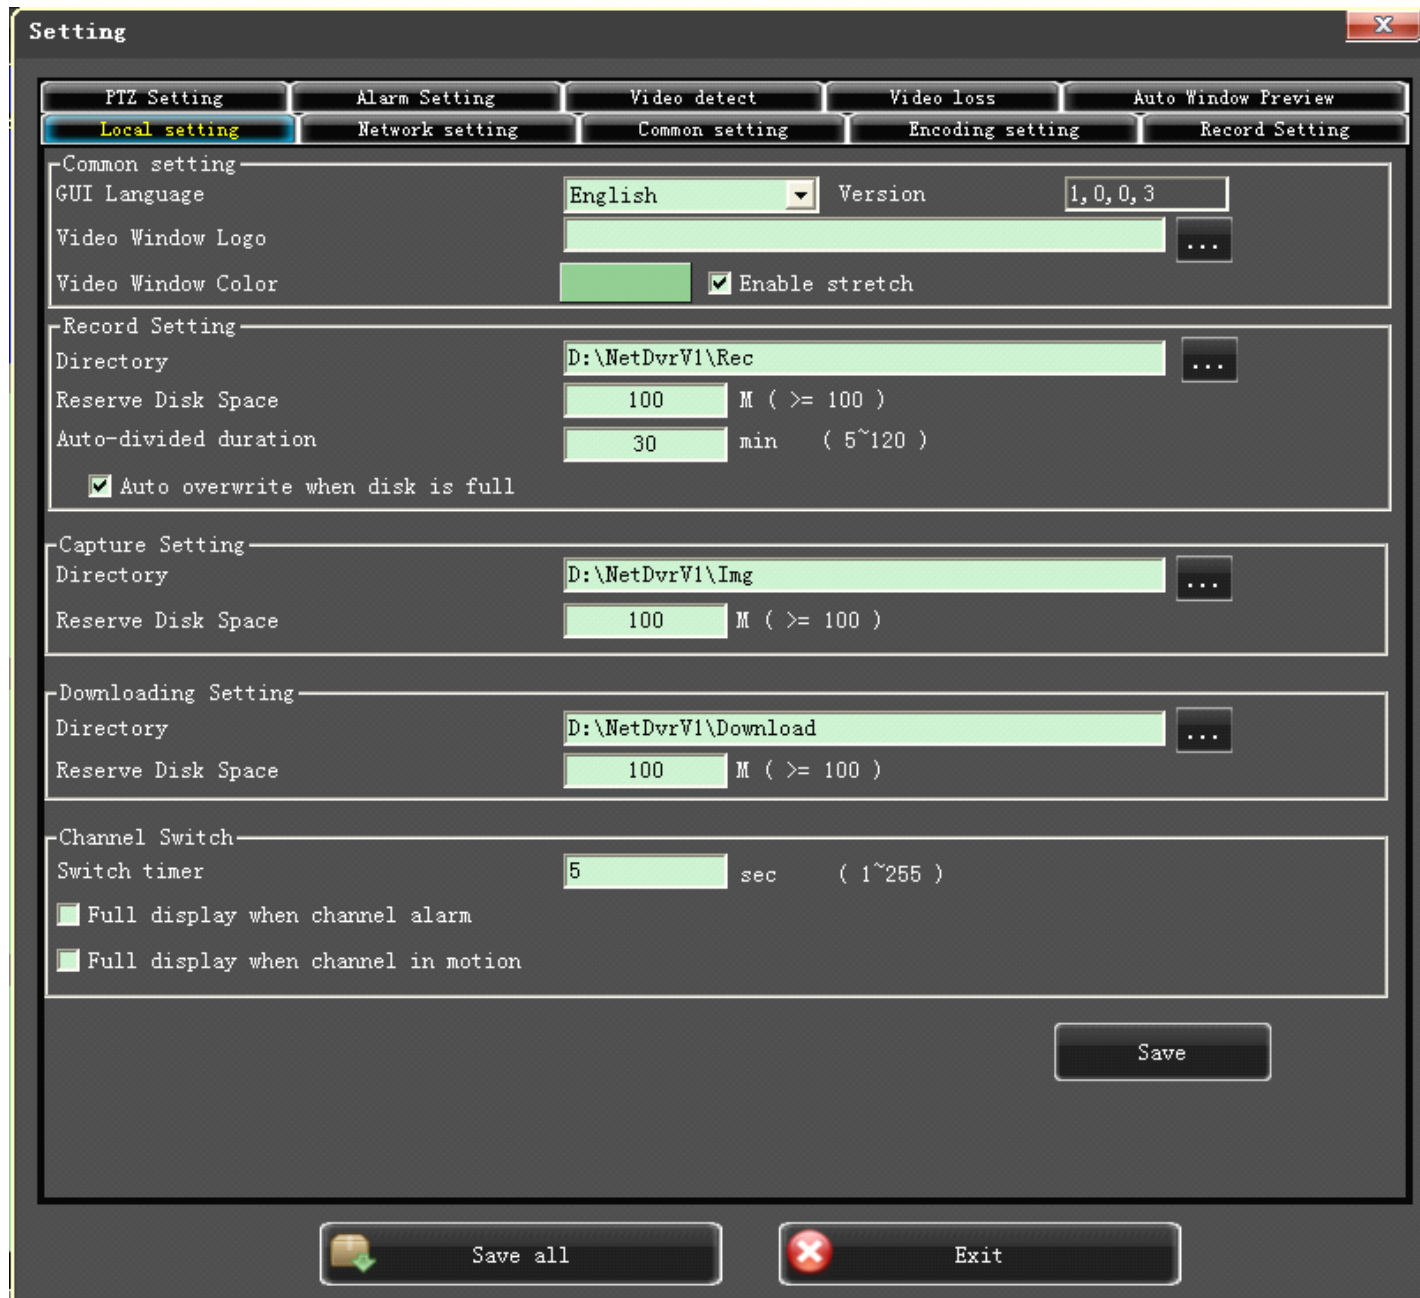 Setting
X
PTZ Setting Alarm Setting Video detect Video loss Auto Window Preview
Local setting Network setting Common setting Encoding setting Record Setting
Common setting
GUI Language English Version 1,0,0,3
Video Window Logo ...
Video Window Color Enable stretch
Record Setting
Directory D:\NetDvrV1\Rec ...
Reserve Disk Space 100 M ( >= 100 )
Auto-divided duration 30 min ( 5~120 )
Auto overwrite when disk is full
Capture Setting
Directory D:\NetDvrV1\Img ...
Reserve Disk Space 100 M ( >= 100 )
Downloading Setting
Directory D:\NetDvrV1\Download ...
Reserve Disk Space 100 M ( >= 100 )
Channel Switch
Switch timer 5 sec ( 1~255 )
Full display when channel alarm
Full display when channel in motion
Save
Save all Exit